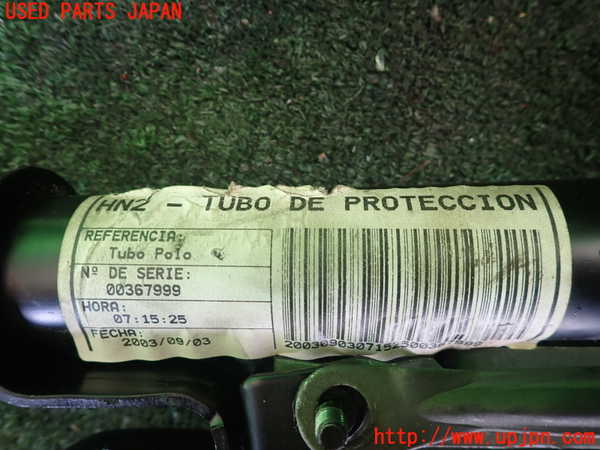 USED PARTS JAPAN
HN2 - TUBO DE PROTECCION
REFERENCIA:
Tubo Polo
Nº DE SERIE:
00367999
HORA:
07:15:25
FECHA:
2003/09/03
http://www.upjpn.com/